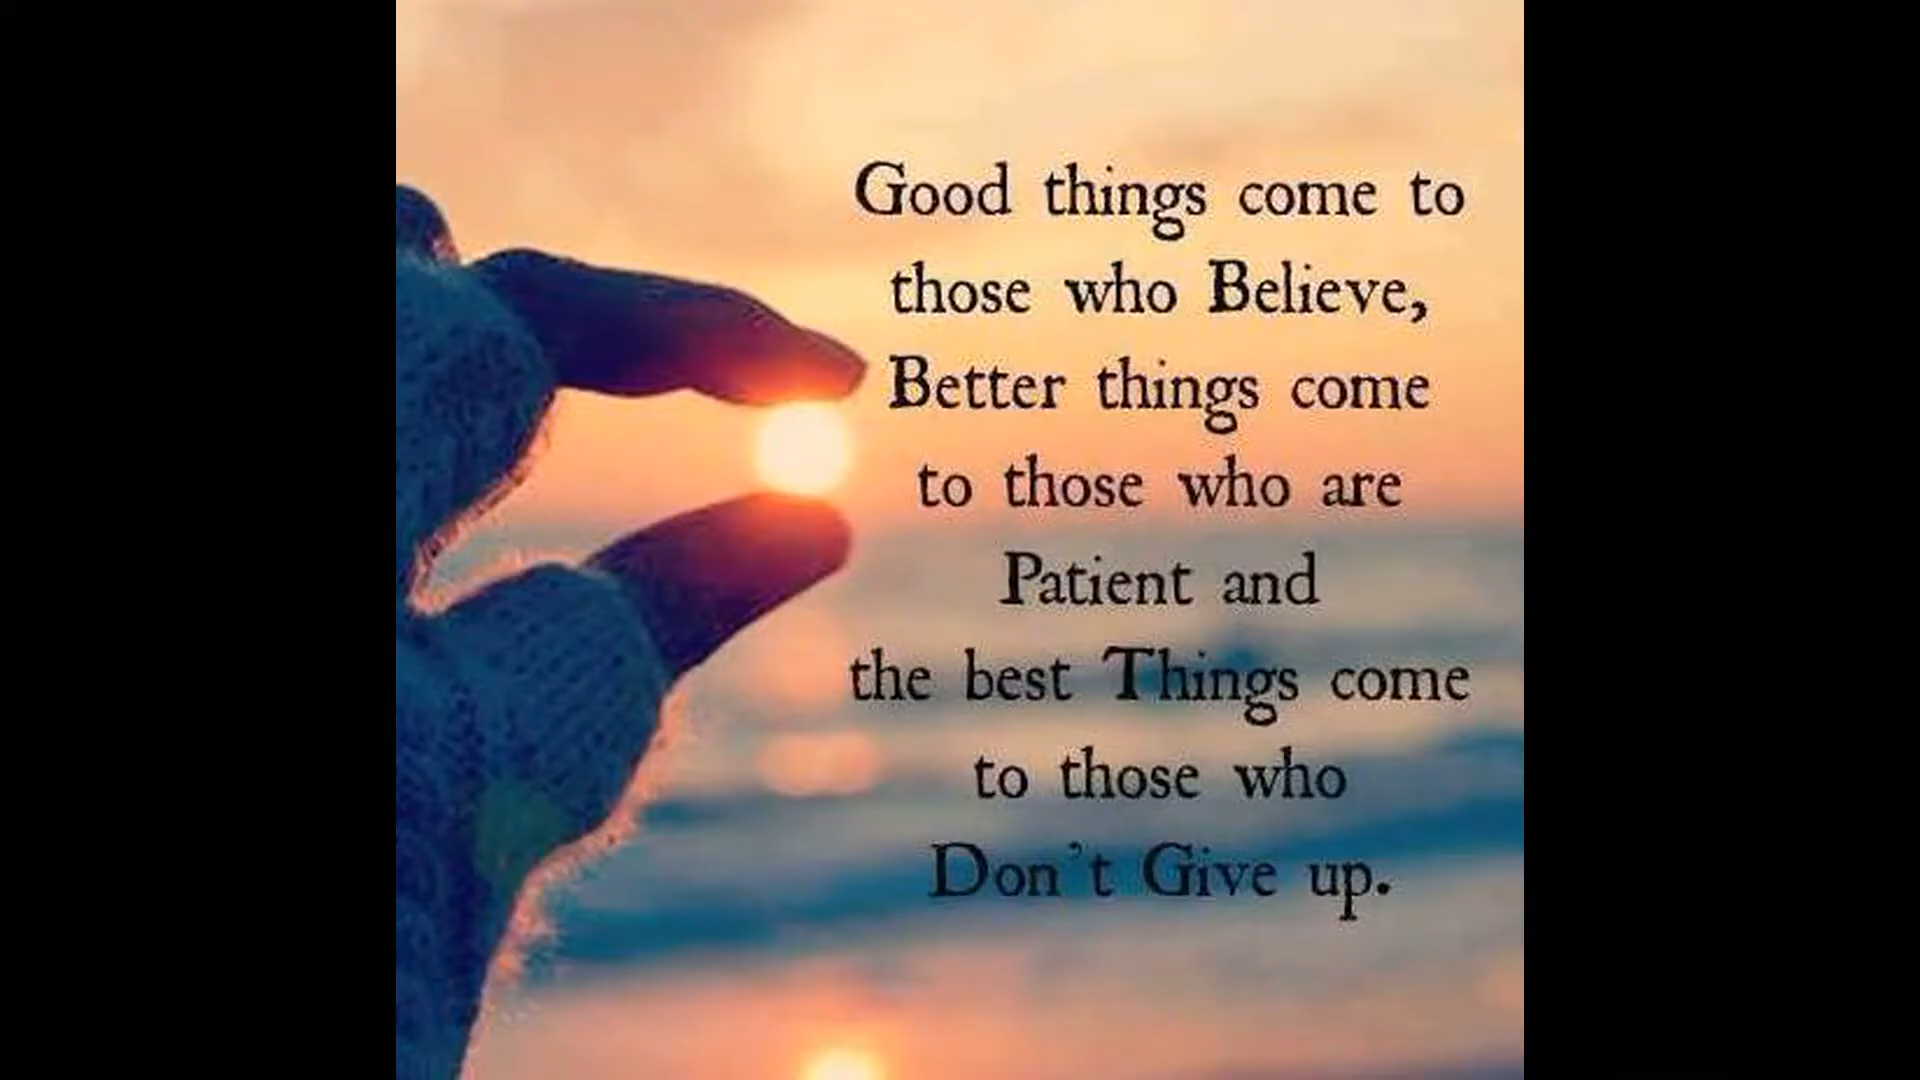 Good things come to
those who Believe,
Better things come
to those who are
Patient and
the best Things come
to those who
Don't Give up.